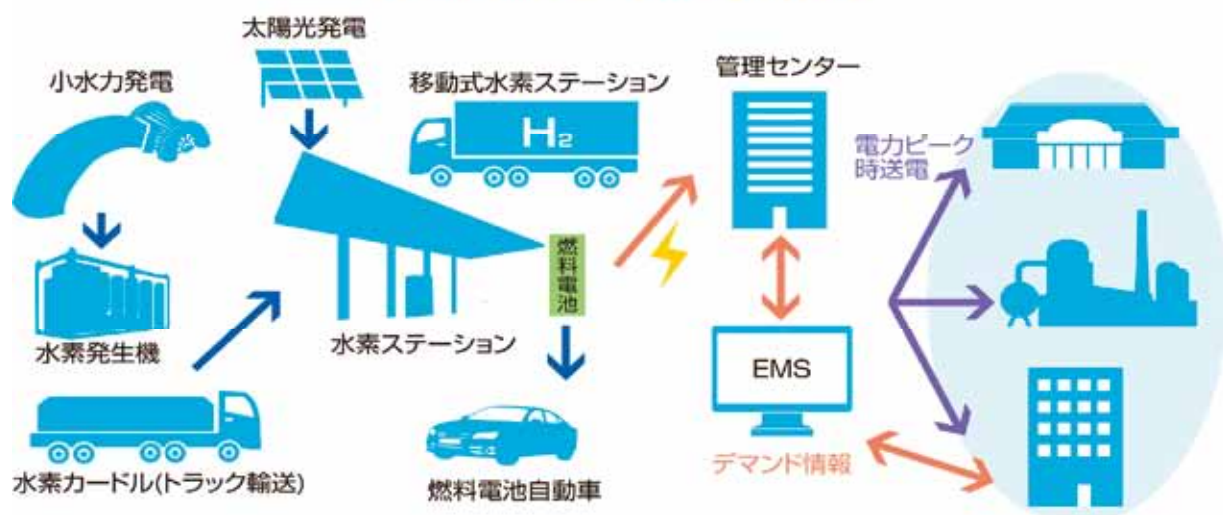 太陽光発電
小水力発電
移動式水素ステーション
管理センター
H₂
電力ピーク
時送電
燃料電池
水素発生機
水素ステーション
EMS
デマンド情報
水素カードル(トラック輸送)
燃料電池自動車